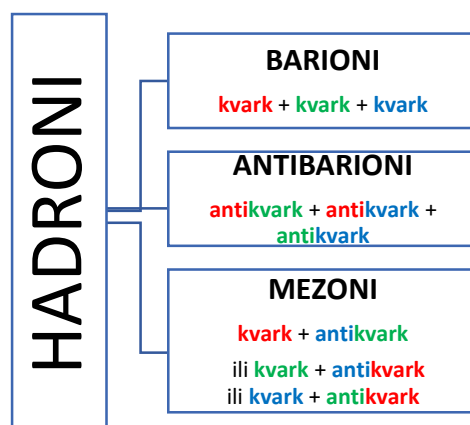 HADRONI
BARIONI
kvark + kvark + kvark
ANTIBARIONI
antikvark + antikvark +
antikvark
MEZONI
kvark + antikvark
ili kvark + antikvark
ili kvark + antikvark